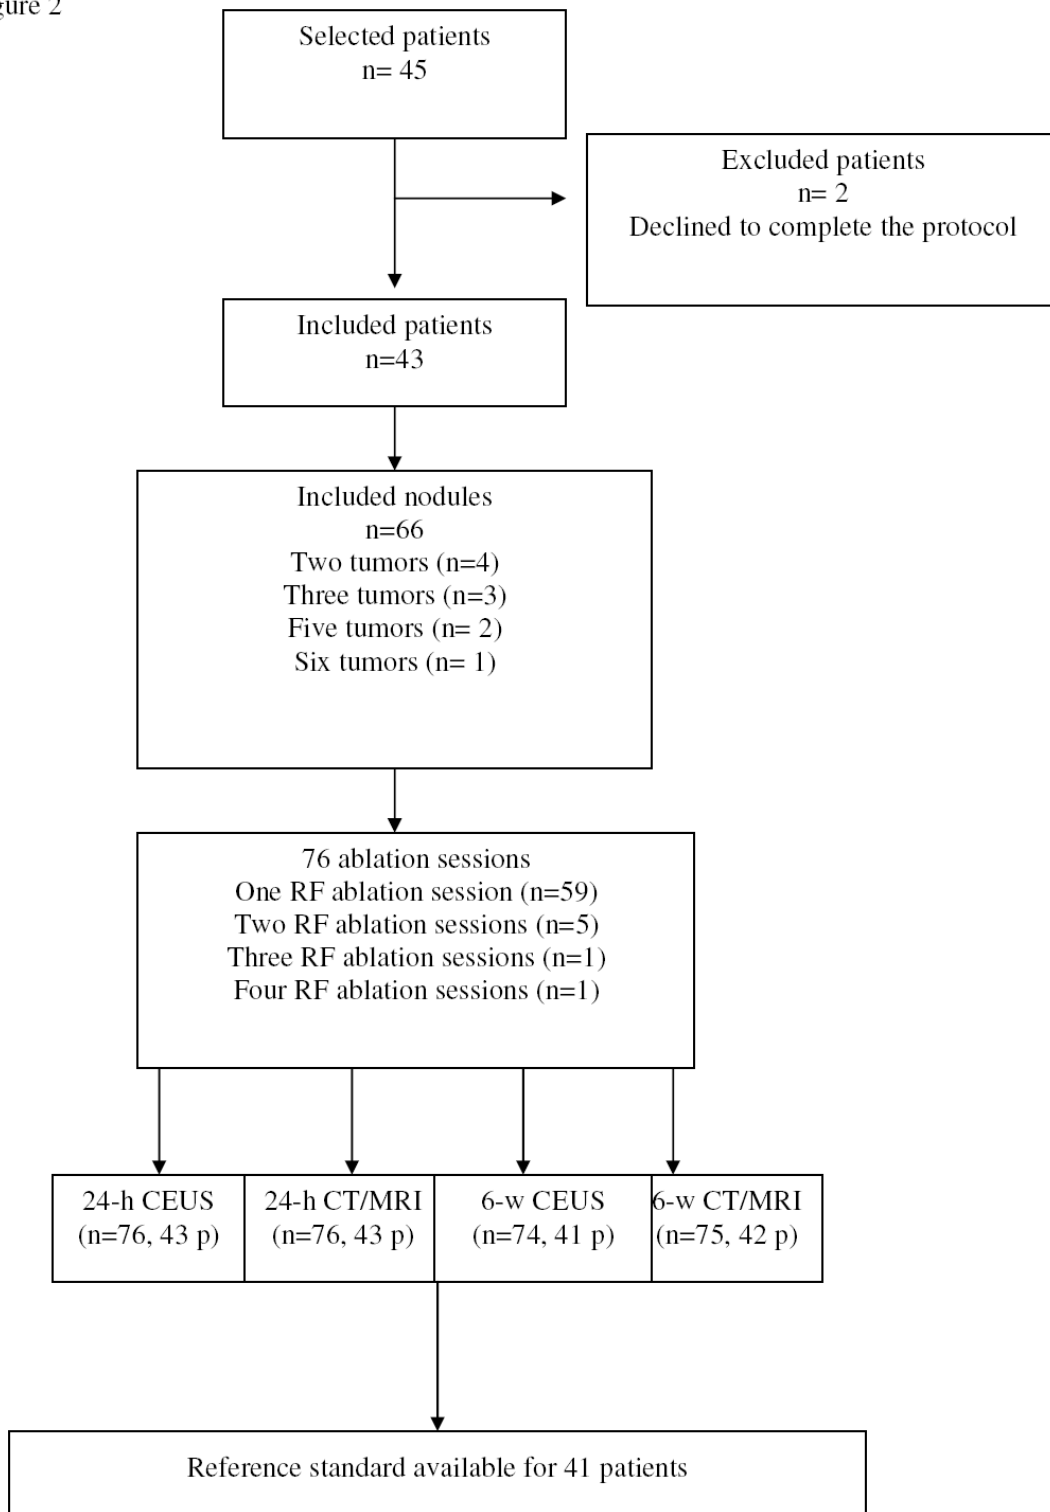 gure 2
Selected patients
n= 45
Excluded patients
n= 2
Declined to complete the protocol
Included patients
n=43
Included nodules
n=66
Two tumors (n=4)
Three tumors (n=3)
Five tumors (n= 2)
Six tumors (n= 1)
76 ablation sessions
One RF ablation session (n=59)
Two RF ablation sessions (n=5)
Three RF ablation sessions (n=1)
Four RF ablation sessions (n=1)
24-h CEUS
(n=76, 43 p)
24-h CT/MRI
(n=76, 43 p)
6-w CEUS
(n=74, 41 p)
6-w CT/MRI
(n=75, 42 p)
Reference standard available for 41 patients